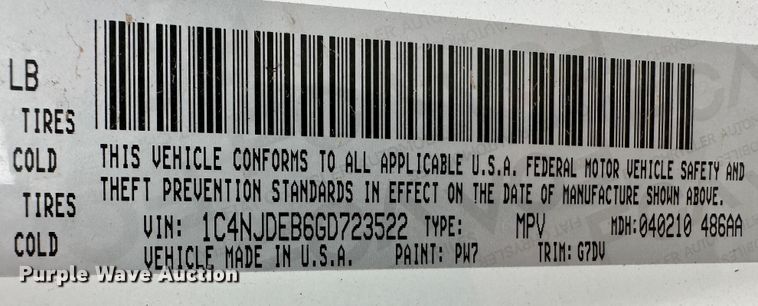 LB
TIRES
COLD
TIRES
COLD
THIS VEHICLE CONFORMS TO ALL APPLICABLE U.S.A. FEDERAL MOTOR VEHICLE SAFETY AND
THEFT PREVENTION STANDARDS IN EFFECT ON THE DATE OF MANUFACTURE SHOWN ABOVE.
VIN: 1C4NJDEB6GD723522 TYPE: MPV MDH:040210 486AA
VEHICLE MADE IN U.S.A. PAINT: PW7 TRIM: G7DV
Purple Wave Auction